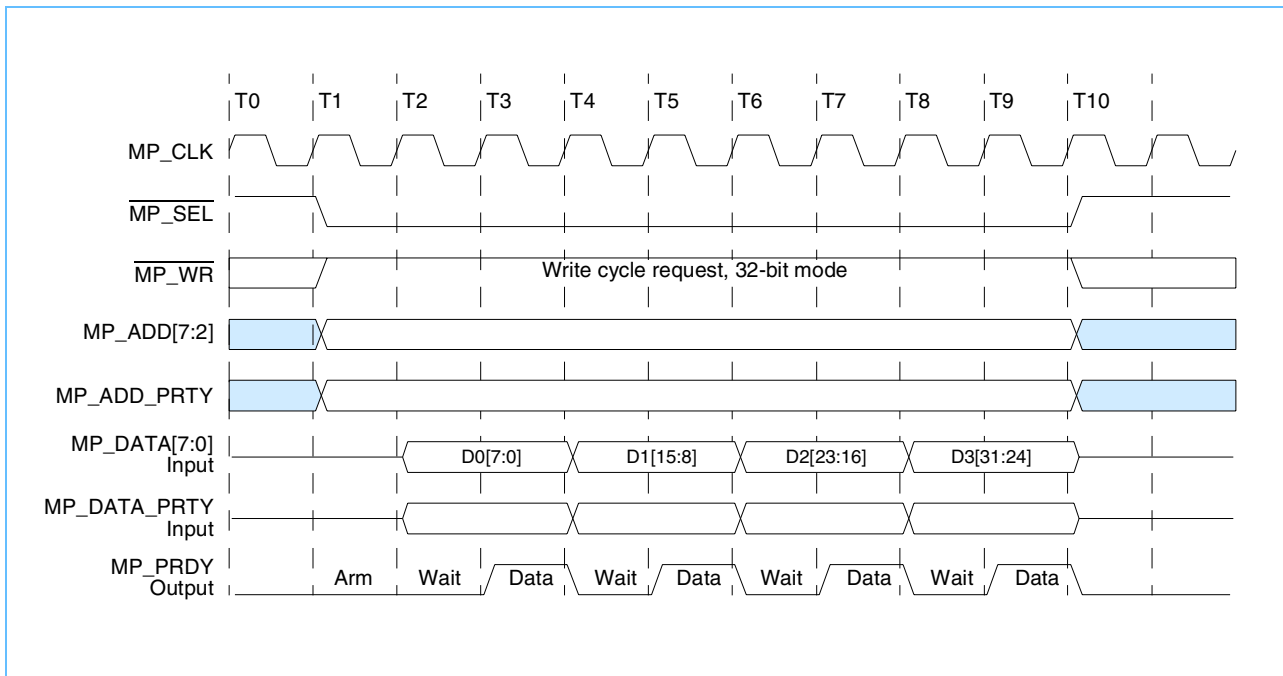 T0 T1 T2 T3 T4 T5 T6 T7 T8 T9 T10
MP_CLK
MP_SEL
MP_WR Write cycle request, 32-bit mode
MP_ADD[7:2]
MP_ADD_PRTY
MP_DATA[7:0]
Input
D0[7:0] D1[15:8] D2[23:16] D3[31:24]
MP_DATA_PRTY
Input
MP_PRDY
Output
Arm Wait Data Wait Data Wait Data Wait Data